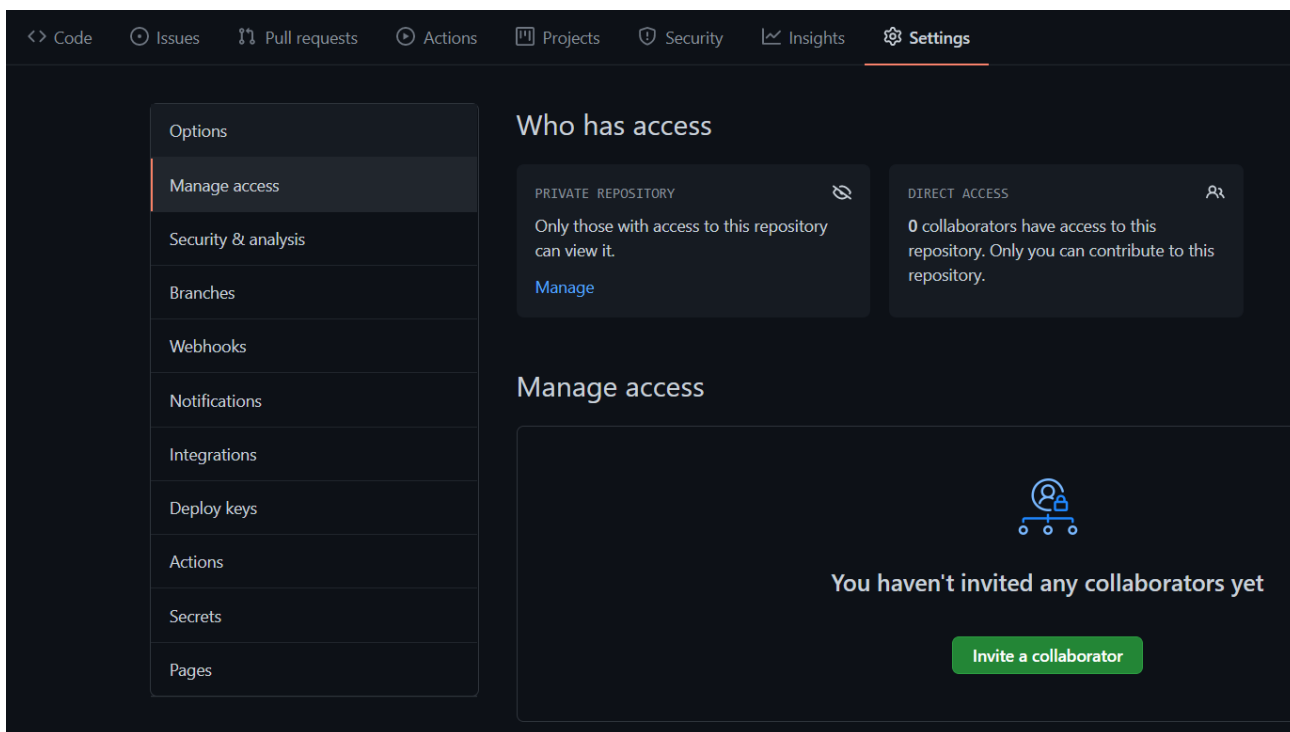 Code Issues Pull requests Actions Projects Security Insights Settings
Options
Manage access
Security & analysis
Branches
Webhooks
Notifications
Integrations
Deploy keys
Actions
Secrets
Pages
Who has access
PRIVATE REPOSITORY
Only those with access to this repository
can view it.
Manage
DIRECT ACCESS
0 collaborators have access to this
repository. Only you can contribute to this
repository.
Manage access
You haven't invited any collaborators yet
Invite a collaborator